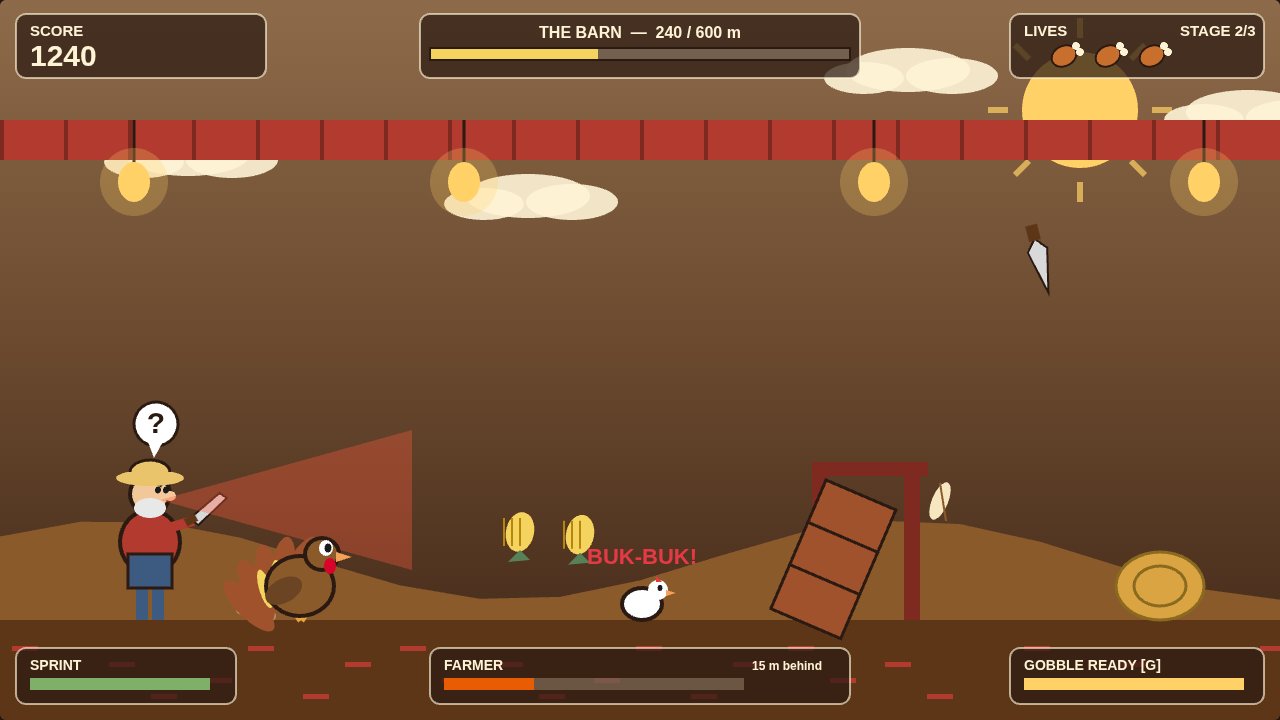 SCORE
1240
THE BARN — 240 / 600 m
LIVES
STAGE 2/3
?
BUK-BUK!
SPRINT
FARMER
15 m behind
GOBBLE READY [G]